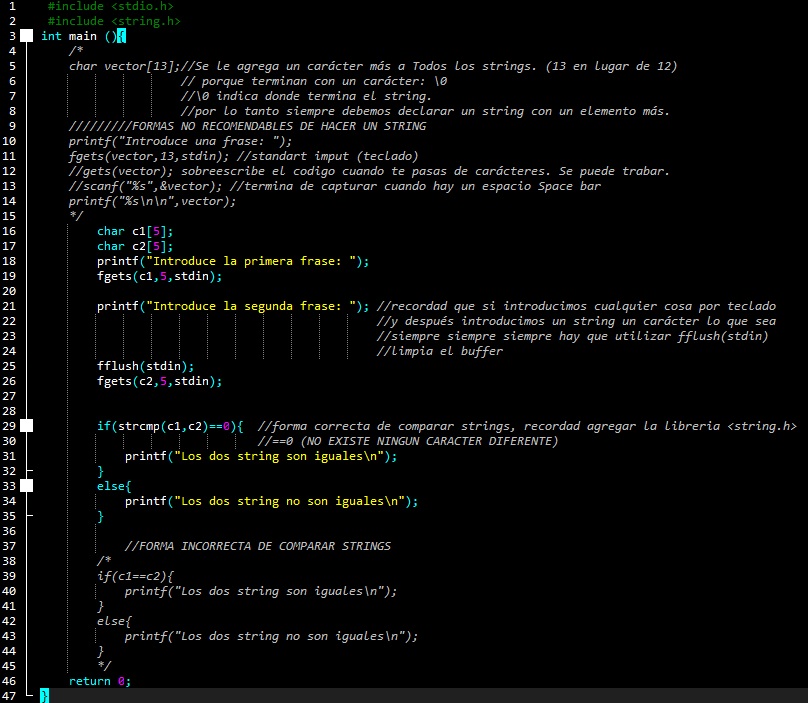 1 #include <stdio.h>
2 #include <string.h>
3 int main (){
4 /*
5 char vector[13];//Se le agrega un carácter más a Todos los strings. (13 en lugar de 12)
6 // porque terminan con un carácter: \0
7 //\0 indica donde termina el string.
8 //por lo tanto siempre debemos declarar un string con un elemento más.
9 /////////FORMAS NO RECOMENDABLES DE HACER UN STRING
10 printf("Introduce una frase: ");
11 fgets(vector,13,stdin); //standart imput (teclado)
12 //gets(vector); sobreescribe el codigo cuando te pasas de carácteres. Se puede trabar.
13 //scanf("%s",&vector); //termina de capturar cuando hay un espacio Space bar
14 printf("%s\n\n",vector);
15 */
16 char c1[5];
17 char c2[5];
18 printf("Introduce la primera frase: ");
19 fgets(c1,5,stdin);
20
21 printf("Introduce la segunda frase: "); //recordad que si introducimos cualquier cosa por teclado
22 //y después introducimos un string un carácter lo que sea
23 //siempre siempre siempre hay que utilizar fflush(stdin)
24 //limpia el buffer
25 fflush(stdin);
26 fgets(c2,5,stdin);
27
28
29 if(strcmp(c1,c2)==0){ //forma correcta de comparar strings, recordad agregar la libreria <string.h>
30 //==0 (NO EXISTE NINGUN CARACTER DIFERENTE)
31 printf("Los dos string son iguales\n");
32 }
33 else{
34 printf("Los dos string no son iguales\n");
35 }
36
37 //FORMA INCORRECTA DE COMPARAR STRINGS
38 /*
39 if(c1==c2){
40 printf("Los dos string son iguales\n");
41 }
42 else{
43 printf("Los dos string no son iguales\n");
44 }
45 */
46 return 0;
47 }